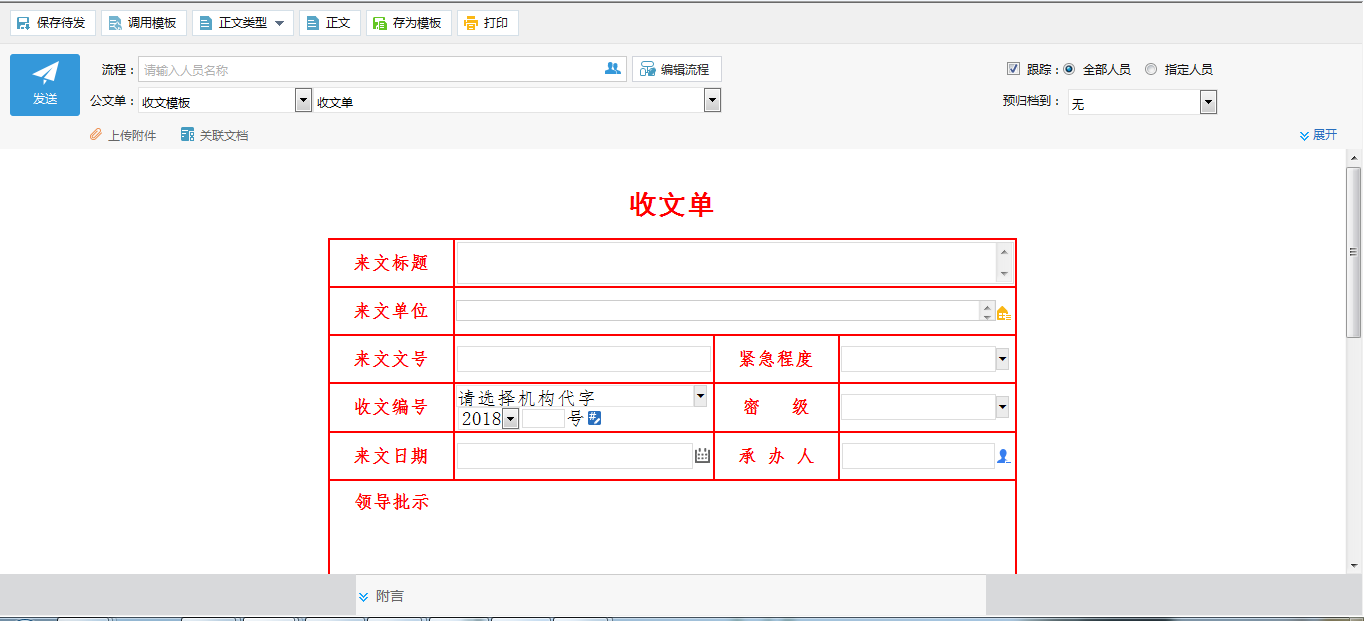 保存待发 调用模板 正文类型 正文 存为模板 打印
发送 流程： 请输入人员名称 编辑流程 跟踪： 全部人员 指定人员
公文单： 收文模板 收文单 预归档到： 无
上传附件 关联文档 展开
收文单
来文标题
来文单位
来文文号 紧急程度
收文编号 请选择机构代字 密 级
2018 号
来文日期 承 办 人
领导批示
附言